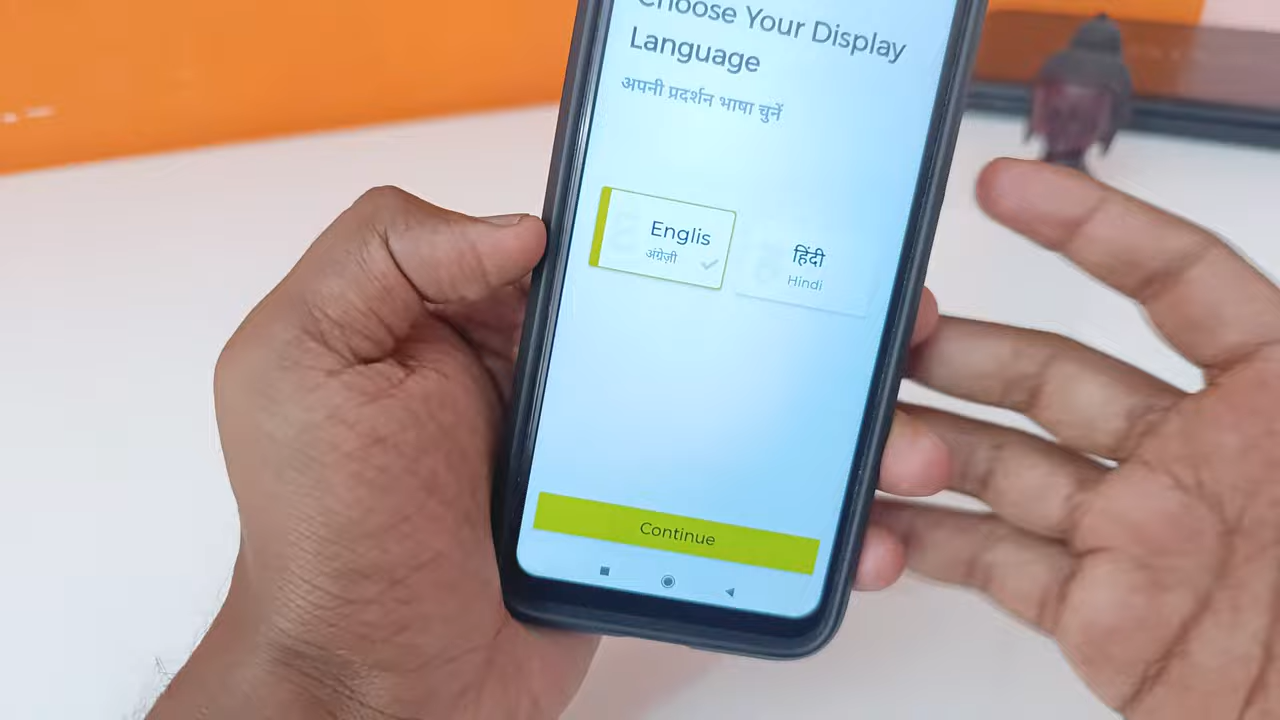 Choose Your Display
Language
अपनी प्रदर्शन भाषा चुनें
Englis
अंग्रेज़ी
हिंदी
Hindi
Continue